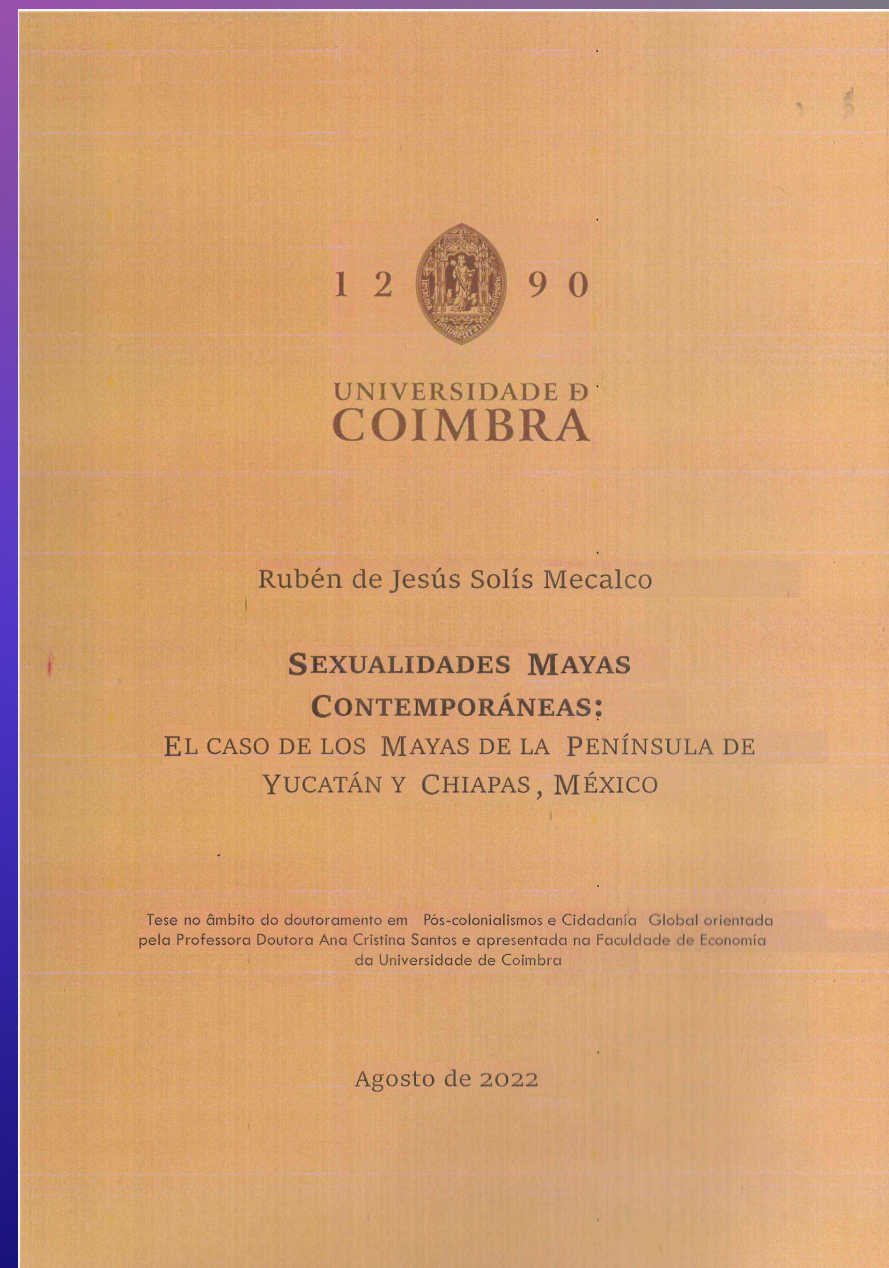 1 2 9 0
UNIVERSIDADE Ð
COIMBRA
Rubén de Jesús Solís Mecalco
SEXUALIDADES MAYAS
CONTEMPORÁNEAS:
EL CASO DE LOS MAYAS DE LA PENÍNSULA DE
YUCATÁN Y CHIAPAS, MÉXICO
Tese no âmbito do doutoramento em Pós-colonialismos e Cidadanía Global orientada
pela Professora Doutora Ana Cristina Santos e apresentada na Faculdade de Economía
da Universidade de Coimbra
Agosto de 2022